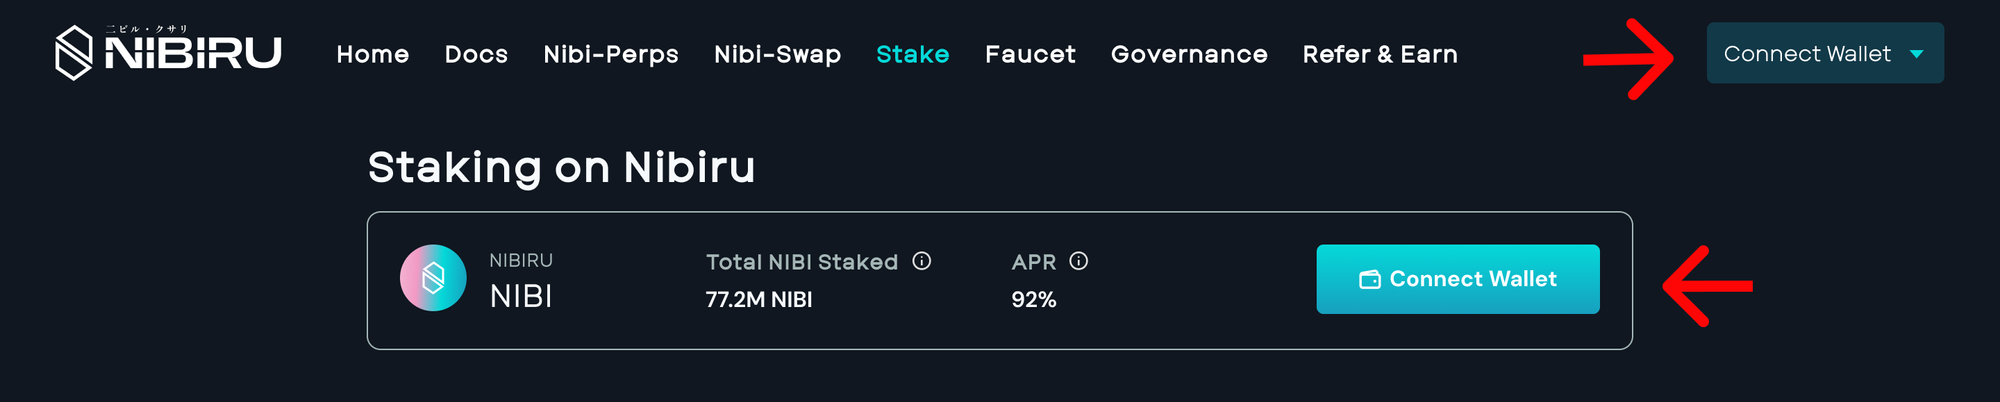 ニビル・クサリ
NIBIRU
Home Docs Nibi-Perps Nibi-Swap Stake Faucet Governance Refer & Earn Connect Wallet
Staking on Nibiru
NIBIRU Total NIBI Staked APR
NIBI 77.2M NIBI 92% Connect Wallet